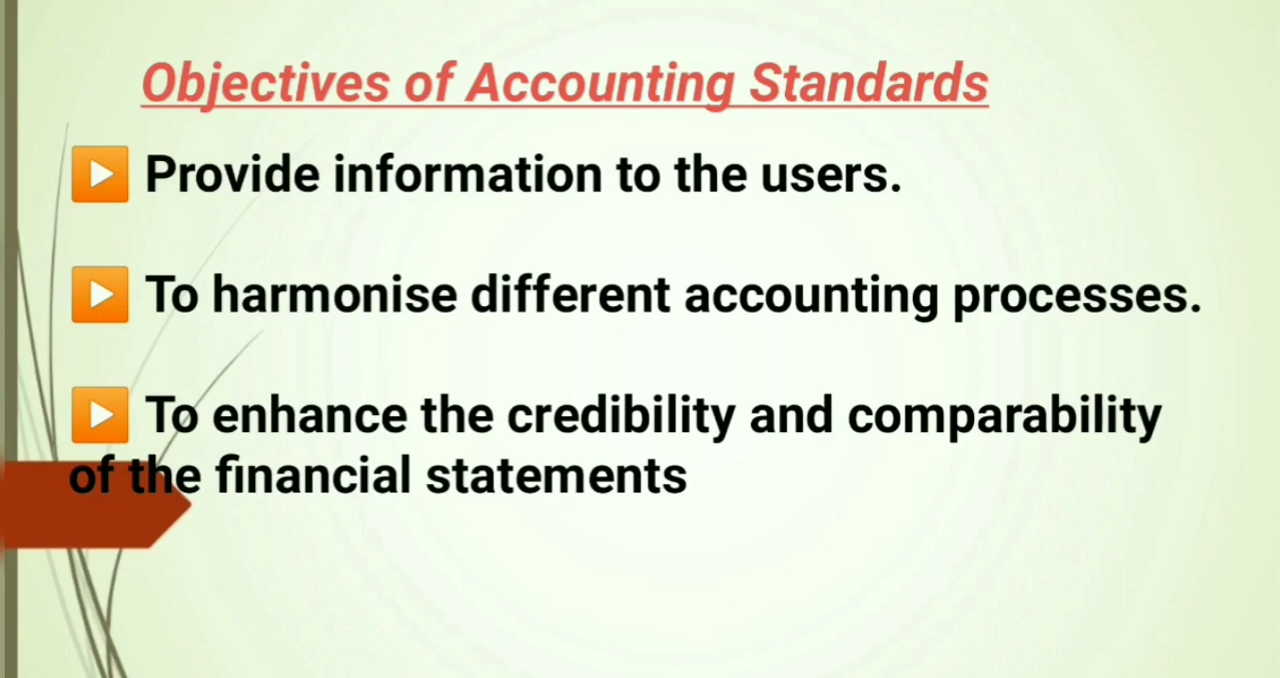 Objectives of Accounting Standards
▶️ Provide information to the users.
▶️ To harmonise different accounting processes.
▶️ To enhance the credibility and comparability
of the financial statements